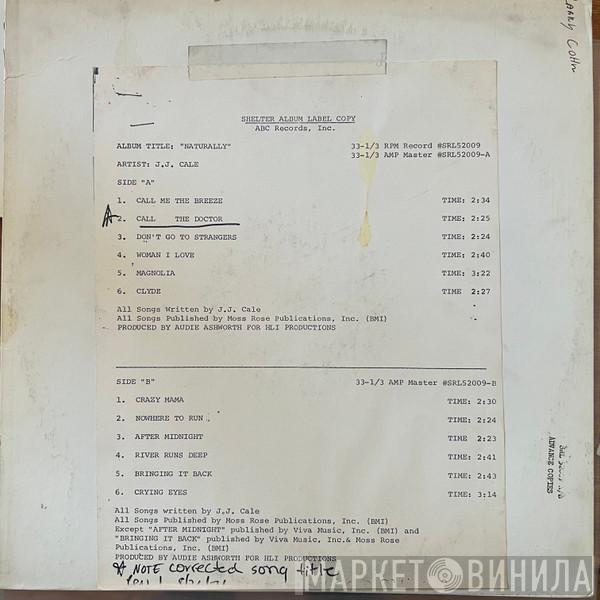 Larry Cohn
SHELTER ALBUM LABEL COPY
ABC Records, Inc.
ALBUM TITLE: "NATURALLY" 33-1/3 RPM Record #SRL52009
33-1/3 AMP Master #SRL52009-A
ARTIST: J.J. CALE
SIDE "A"
1. CALL ME THE BREEZE TIME: 2:34
2. CALL THE DOCTOR TIME: 2:25
3. DON'T GO TO STRANGERS TIME: 2:24
4. WOMAN I LOVE TIME: 2:40
5. MAGNOLIA TIME: 3:22
6. CLYDE TIME 2:27
All Songs Written by J.J. Cale
All Songs Published by Moss Rose Publications, Inc. (BMI)
PRODUCED BY AUDIE ASHWORTH FOR HLI PRODUCTIONS
SIDE "B" 33-1/3 AMP Master #SRL52009-B
1. CRAZY MAMA TIME: 2:30
2. NOWHERE TO RUN TIME: 2:24
3. AFTER MIDNIGHT TIME 2:23
4. RIVER RUNS DEEP TIME: 2:41
5. BRINGING IT BACK TIME: 2:43
6. CRYING EYES TIME: 3:14
All Songs written by J.J. Cale
All Songs Published by Moss Rose Publications, Inc. (BMI)
Except "AFTER MIDNIGHT" published by Viva Music, Inc. (BMI) and
"BRINGING IT BACK" published by Viva Music, Inc.& Moss Rose
Publications, Inc. (BMI)
PRODUCED BY AUDIE ASHWORTH FOR HLI PRODUCTIONS
NOTE corrected song title
ADVANCE COPIES
МАРКЕТ ВИНИЛА